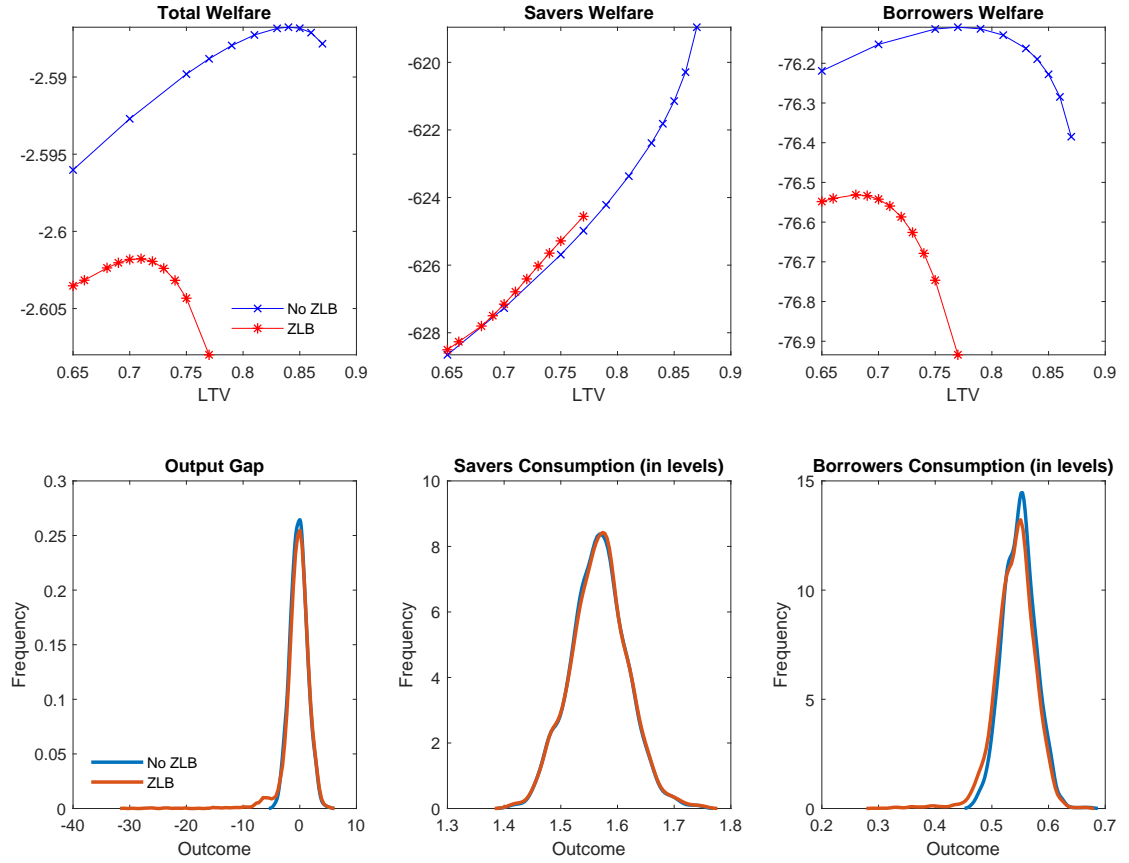 Total Welfare
-2.59
-2.595
-2.6
-2.605
0.65 0.7 0.75 0.8 0.85 0.9
LTV
No ZLB
ZLB
Savers Welfare
-620
-622
-624
-626
-628
0.65 0.7 0.75 0.8 0.85 0.9
LTV
Borrowers Welfare
-76.2
-76.3
-76.4
-76.5
-76.6
-76.7
-76.8
-76.9
0.65 0.7 0.75 0.8 0.85 0.9
LTV
Output Gap
Frequency
0.3
0.25
0.2
0.15
0.1
0.05
0
-40 -30 -20 -10 0 10
Outcome
No ZLB
ZLB
Savers Consumption (in levels)
Frequency
10
8
6
4
2
0
1.3 1.4 1.5 1.6 1.7 1.8
Outcome
Borrowers Consumption (in levels)
Frequency
15
10
5
0
0.2 0.3 0.4 0.5 0.6 0.7
Outcome